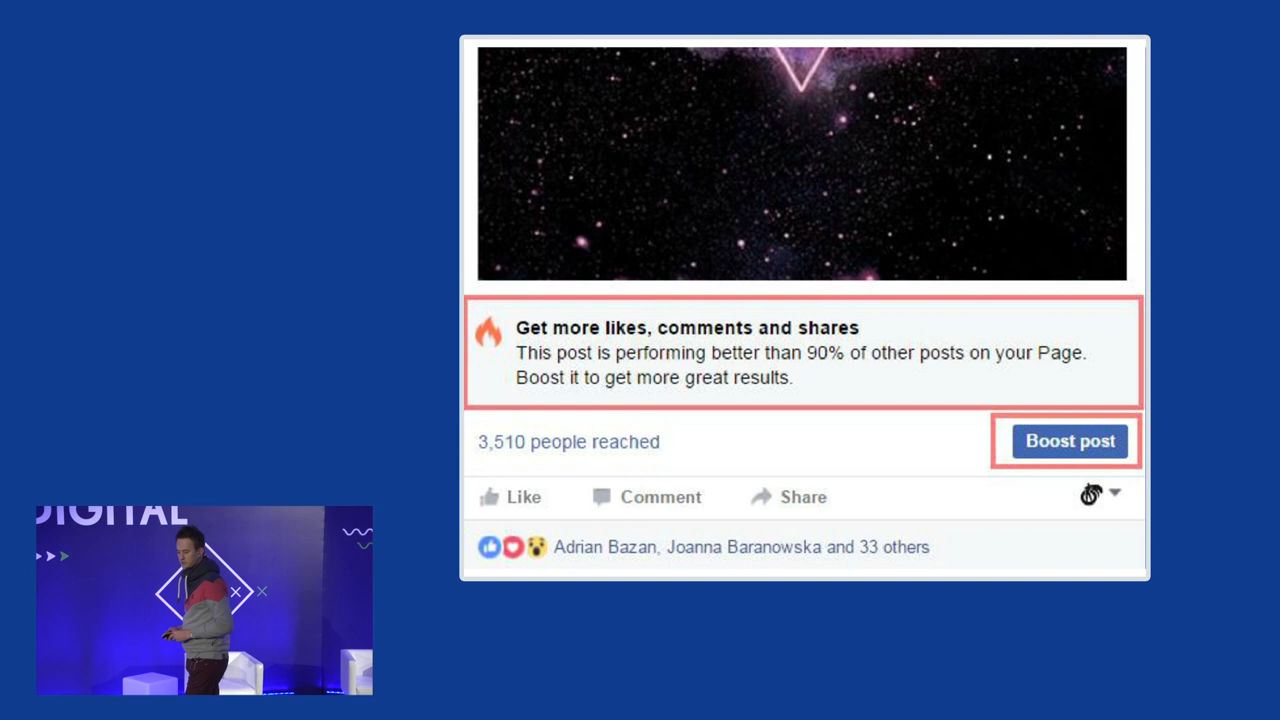 Get more likes, comments and shares
This post is performing better than 90% of other posts on your Page.
Boost it to get more great results.
3,510 people reached
Boost post
Like
Comment
Share
Adrian Bazan, Joanna Baranowska and 33 others
DIGITAL